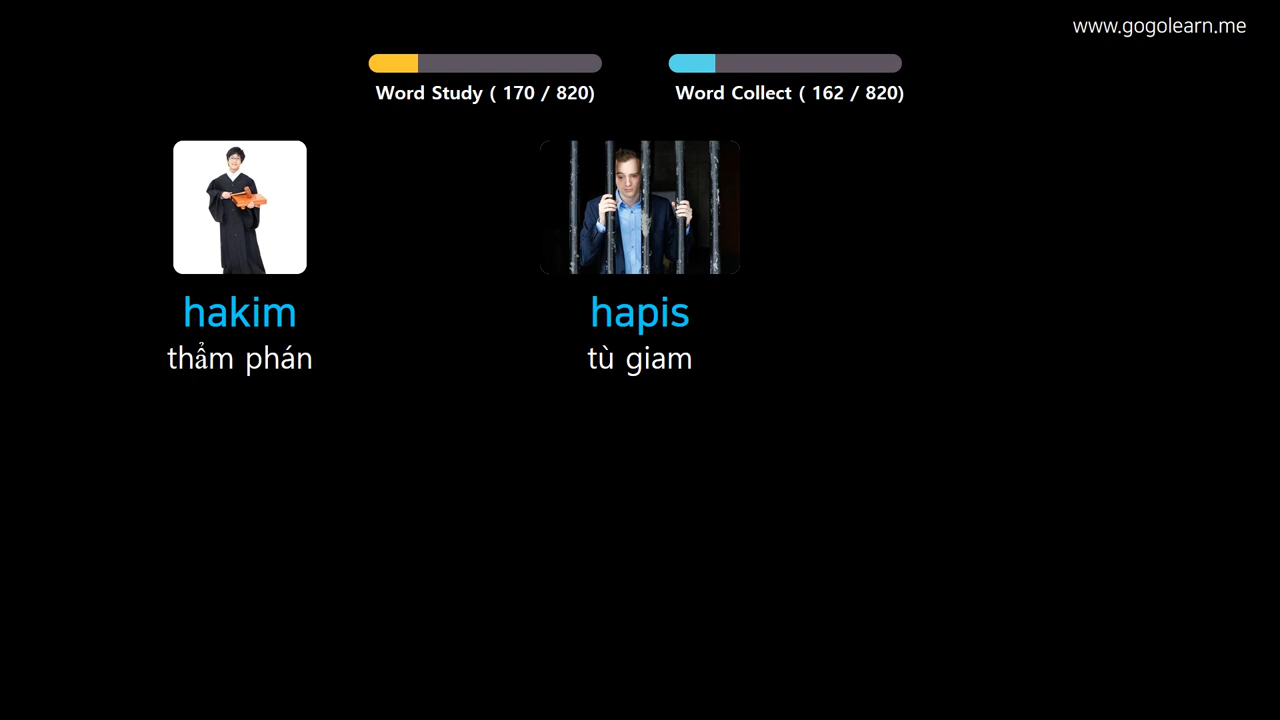 www.gogolearn.me
Word Study ( 170 / 820)
Word Collect ( 162 / 820)
hakim
thẩm phán
hapis
tù giam